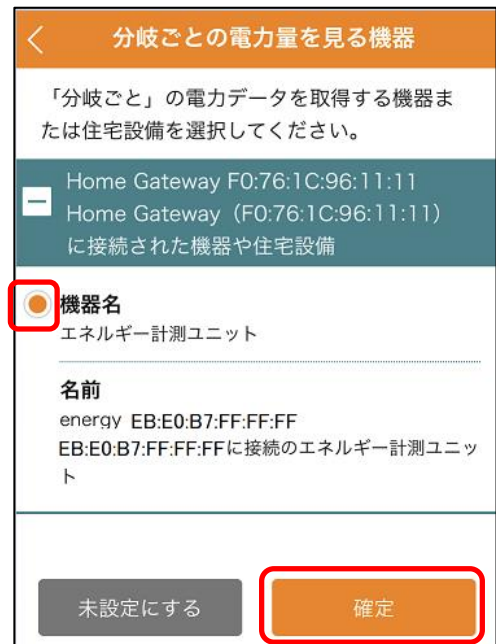 分岐ごとの電力量を見る機器
「分岐ごと」の電力データを取得する機器ま
たは住宅設備を選択してください。
Home Gateway F0:76:1C:96:11:11
Home Gateway（F0:76:1C:96:11:11）
に接続された機器や住宅設備
機器名
エネルギー計測ユニット
名前
energy EB:E0:B7:FF:FF:FF
EB:E0:B7:FF:FF:FFに接続のエネルギー計測ユニッ
ト
未設定にする
確定